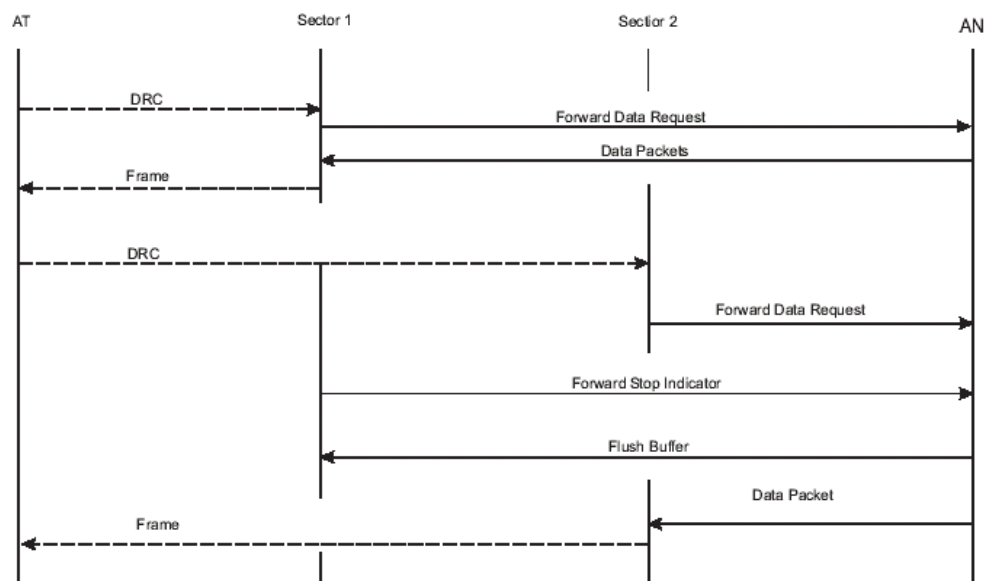 AT
Sector 1
Sectior 2
AN
DRC
Forward Data Request
Data Packets
Frame
DRC
Forward Data Request
Forward Stop Indicator
Flush Buffer
Data Packet
Frame